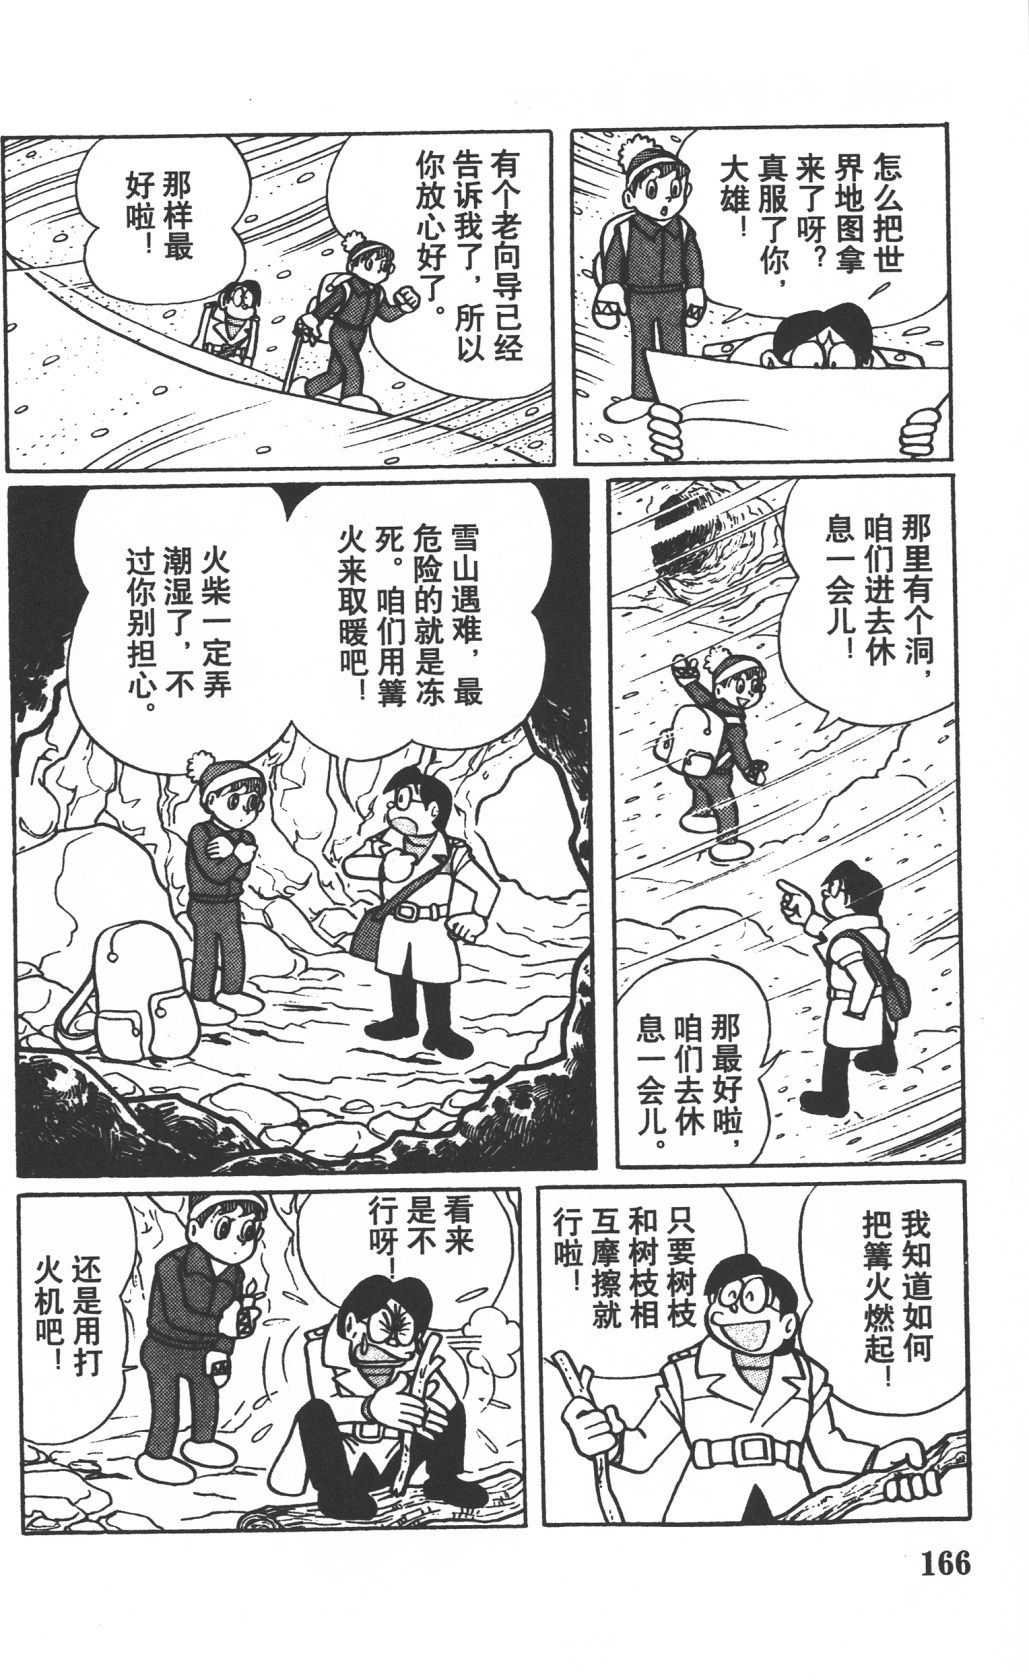 怎么把世
界地图拿
来了呀？
真服了你，
大雄！
有个老向导已经
告诉我了，所以
你放心好了。
那样最
好啦！
那里有个洞，
咱们进去休
息一会儿！
那最好啦，
咱们去休
息一会儿。
雪山遇难，最
危险的就是冻
死。咱们用篝
火来取暖吧！
火柴一定弄
潮湿了，不
过你别担心。
我知道如何
把篝火燃起！
只要树枝
和树枝相
互摩擦就
行啦！
看来
是不
行呀！
还是用打
火机吧！
166